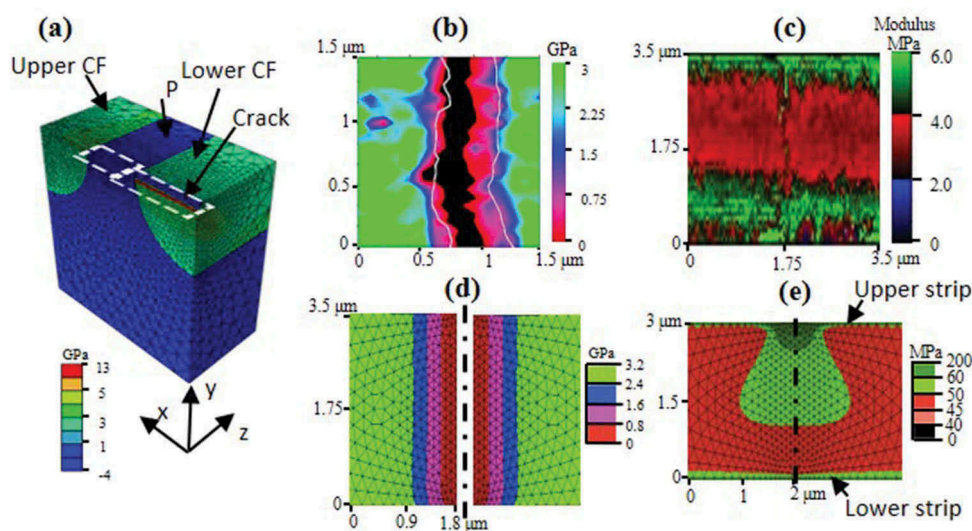 (a)
Upper CF
Lower CF
P
Crack
GPa
13
5
3
1
-4
x
y
z
(b)
1.5 µm
1
0.5
0
0
0.5
1
1.5 µm
GPa
3
2.25
1.5
0.75
0
(c)
3.5 µm
1.75
0
0
1.75
3.5 µm
Modulus
MPa
6.0
4.0
2.0
0
(d)
3.5 µm
1.75
0
0
0.9
1.8 µm
GPa
3.2
2.4
1.6
0.8
0
(e)
Upper strip
3 µm
1.5
0
1
2 µm
Lower strip
MPa
200
60
50
45
40
0